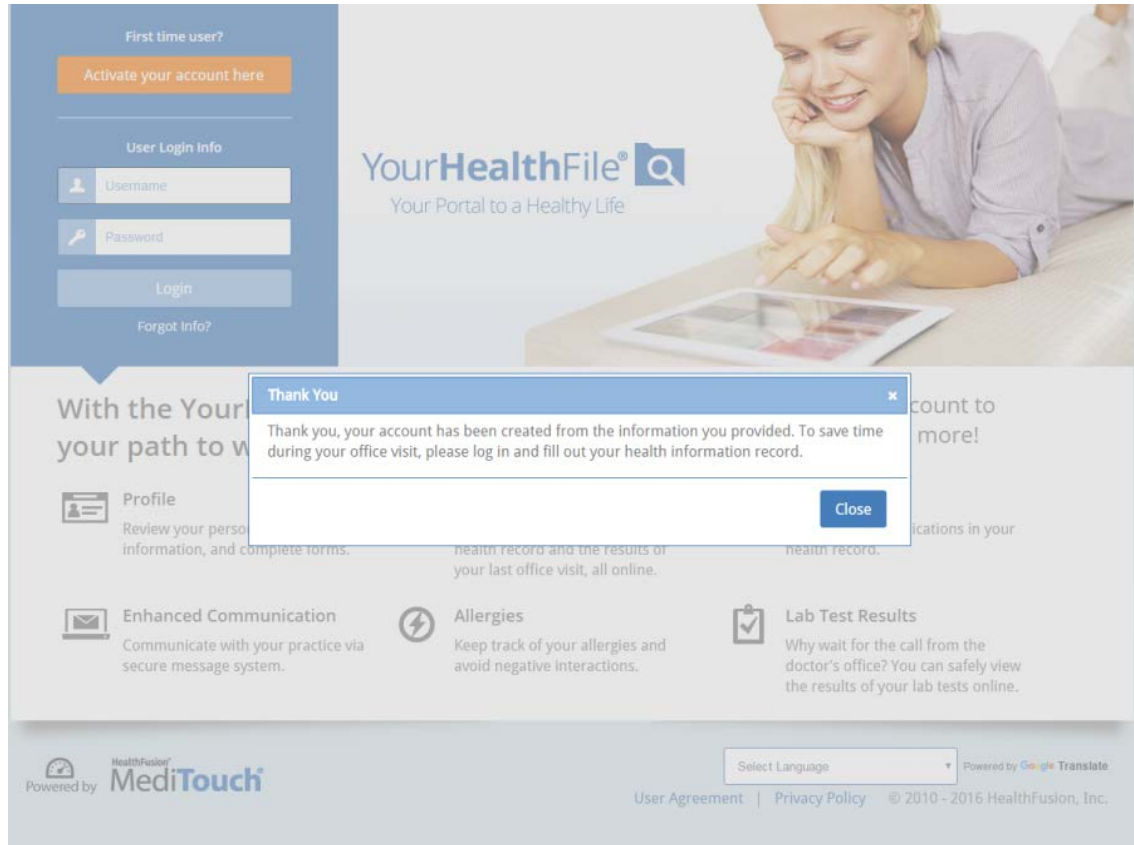 First time user?
Activate your account here
User Login Info
Username
Password
Login
Forgot Info?
YourHealthFile®
Your Portal to a Healthy Life
Thank You
Thank you, your account has been created from the information you provided. To save time
during your office visit, please log in and fill out your health information record.
Close
With the Your
count to
your path to w
more!
Profile
Review your perso
information, and complete forms.
health record and the results of
your last office visit, all online.
ications in your
health record.
Enhanced Communication
Communicate with your practice via
secure message system.
Allergies
Keep track of your allergies and
avoid negative interactions.
Lab Test Results
Why wait for the call from the
doctor's office? You can safely view
the results of your lab tests online.
Powered by
HealthFusion®
MediTouch®
Select Language
Powered by Google Translate
User Agreement | Privacy Policy © 2010 - 2016 HealthFusion, Inc.